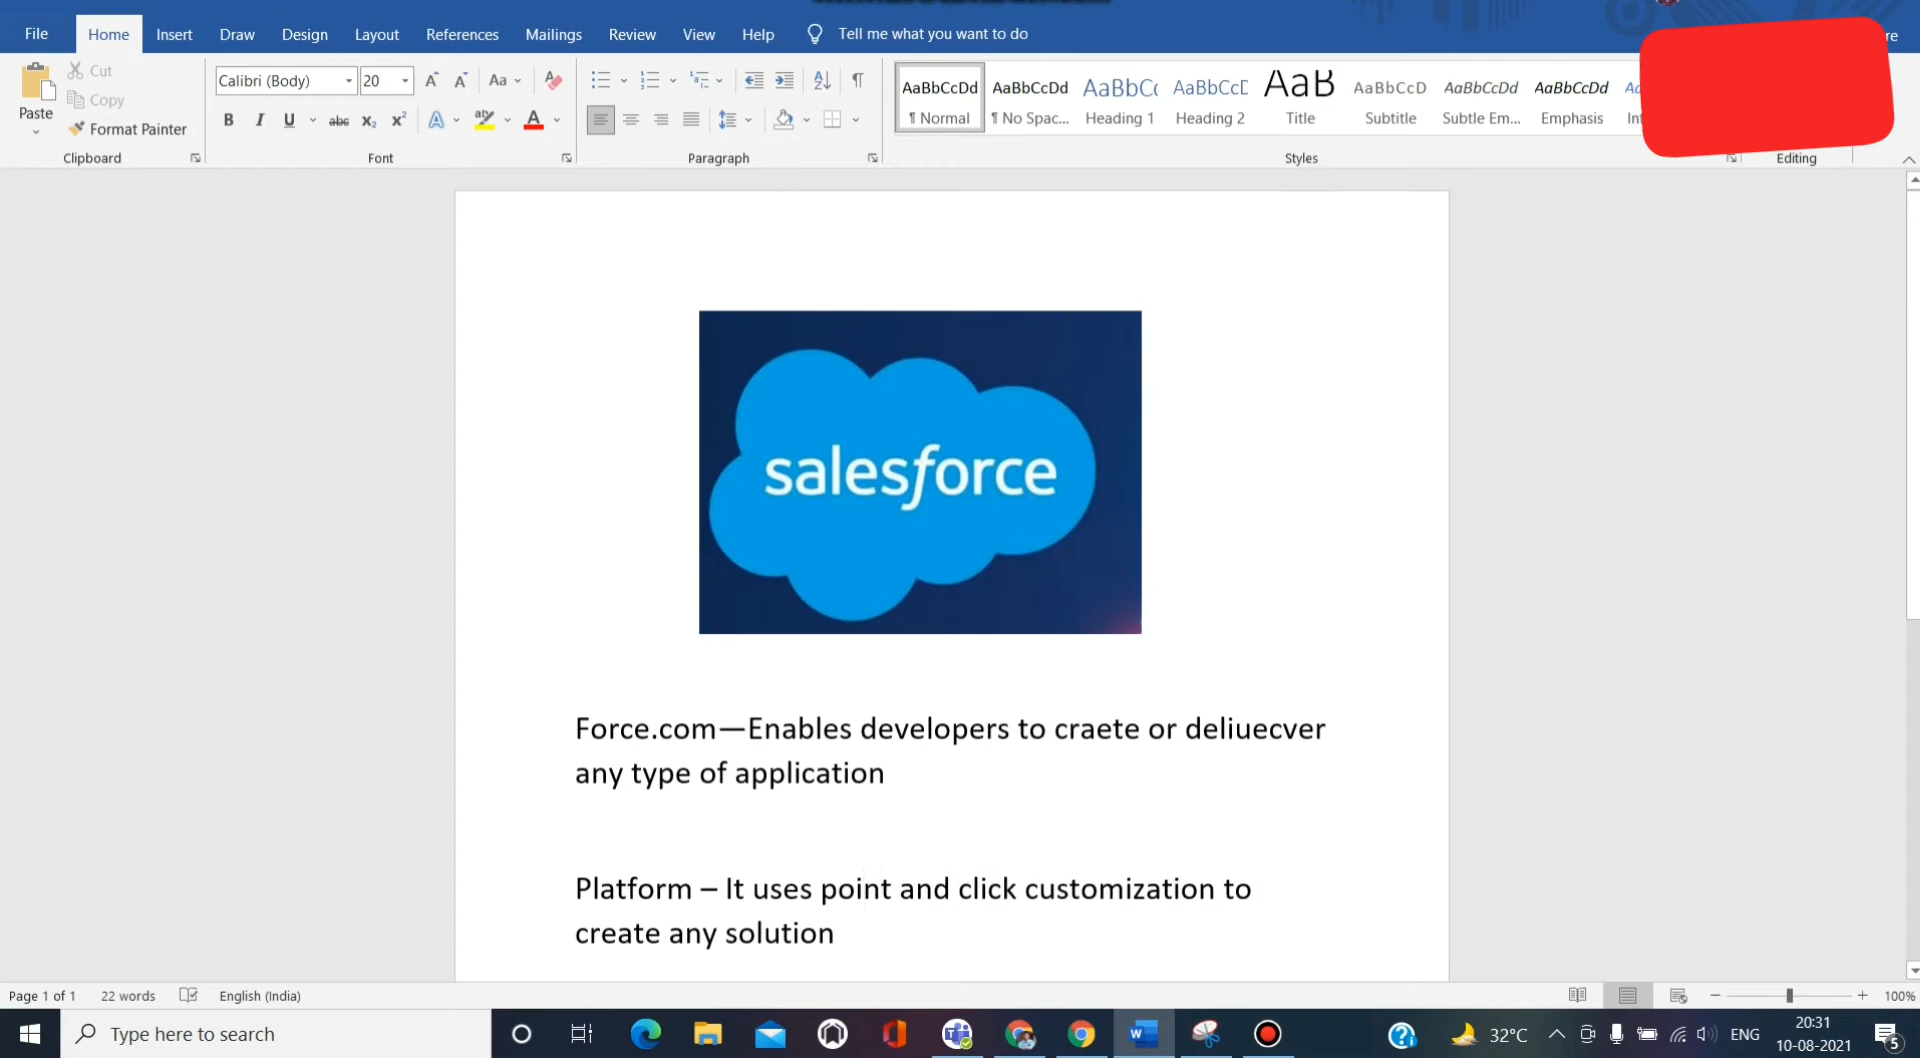 File Home Insert Draw Design Layout References Mailings Review View Help Tell me what you want to do re
Paste Cut Copy Format Painter
Calibri (Body) 20
AaBbCcDd AaBbCcDd AaBbCc AaBbCcD AaB AaBbCcD AaBbCcDd AaBbCcDd
¶ Normal ¶ No Spac... Heading 1 Heading 2 Title Subtitle Subtle Em... Emphasis
Clipboard Font Paragraph Styles Editing
salesforce
Force.com—Enables developers to craete or deliuecver
any type of application
Platform – It uses point and click customization to
create any solution
Page 1 of 1 22 words English (India) 100%
Type here to search 32°C ENG 20:31
10-08-2021 5